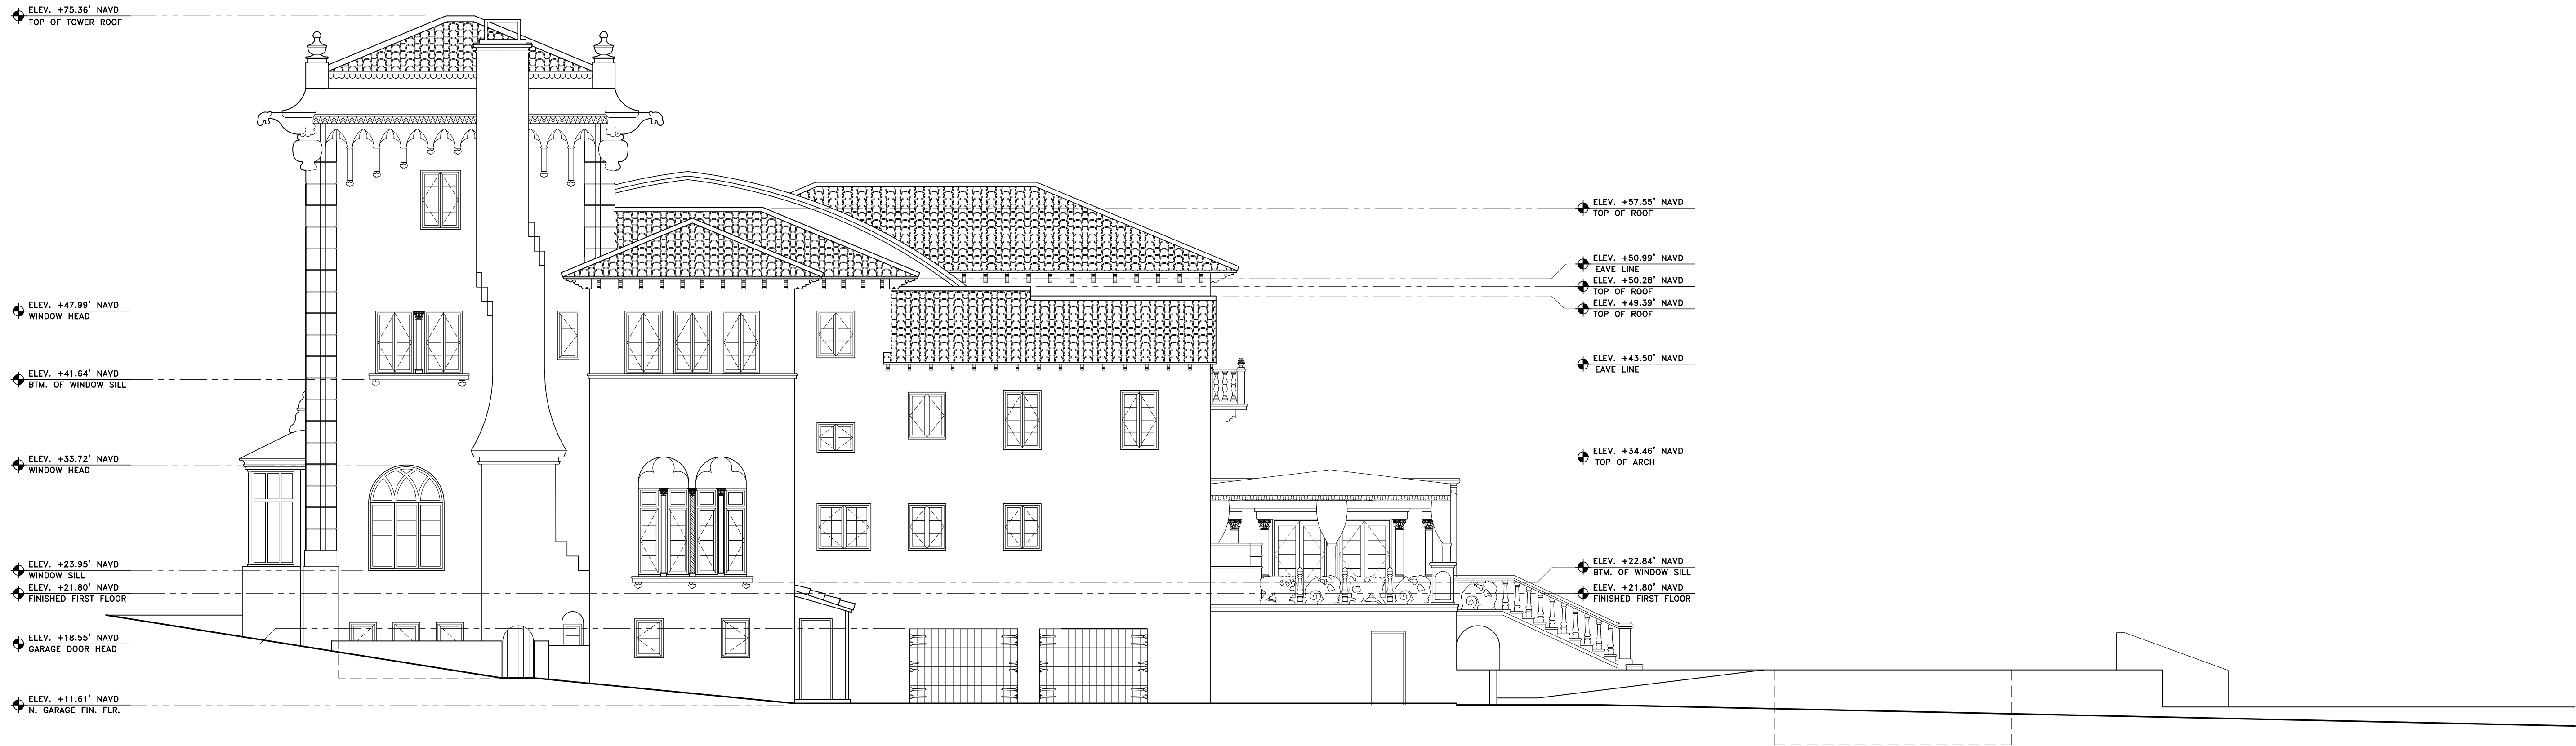 ELEV. +75.36' NAVD
TOP OF TOWER ROOF
ELEV. +47.99' NAVD
WINDOW HEAD
ELEV. +41.64' NAVD
BTM. OF WINDOW SILL
ELEV. +33.72' NAVD
WINDOW HEAD
ELEV. +23.95' NAVD
WINDOW SILL
ELEV. +21.80' NAVD
FINISHED FIRST FLOOR
ELEV. +18.55' NAVD
GARAGE DOOR HEAD
ELEV. +11.61' NAVD
N. GARAGE FIN. FLR.
ELEV. +57.55' NAVD
TOP OF ROOF
ELEV. +50.99' NAVD
EAVE LINE
ELEV. +50.28' NAVD
TOP OF ROOF
ELEV. +49.39' NAVD
TOP OF ROOF
ELEV. +43.50' NAVD
EAVE LINE
ELEV. +34.46' NAVD
TOP OF ARCH
ELEV. +22.84' NAVD
BTM. OF WINDOW SILL
ELEV. +21.80' NAVD
FINISHED FIRST FLOOR